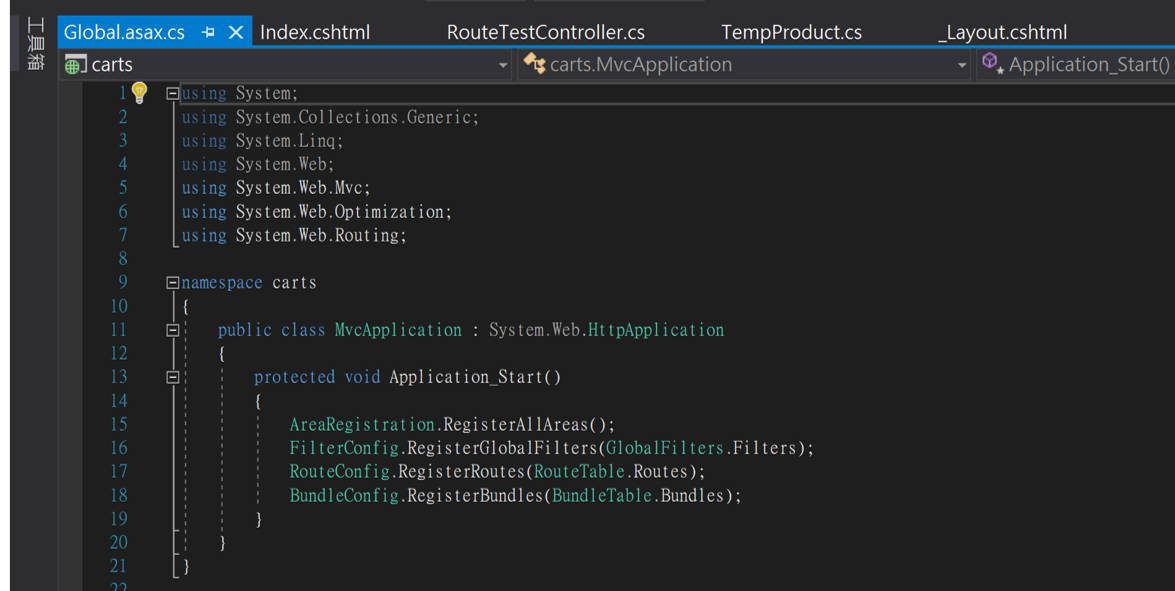 工具箱
Global.asax.cs Index.cshtml RouteTestController.cs TempProduct.cs _Layout.cshtml
carts carts.MvcApplication Application_Start()
1 using System;
2 using System.Collections.Generic;
3 using System.Linq;
4 using System.Web;
5 using System.Web.Mvc;
6 using System.Web.Optimization;
7 using System.Web.Routing;
8
9 namespace carts
10 {
11 public class MvcApplication : System.Web.HttpApplication
12 {
13 protected void Application_Start()
14 {
15 AreaRegistration.RegisterAllAreas();
16 FilterConfig.RegisterGlobalFilters(GlobalFilters.Filters);
17 RouteConfig.RegisterRoutes(RouteTable.Routes);
18 BundleConfig.RegisterBundles(BundleTable.Bundles);
19 }
20 }
21 }
22